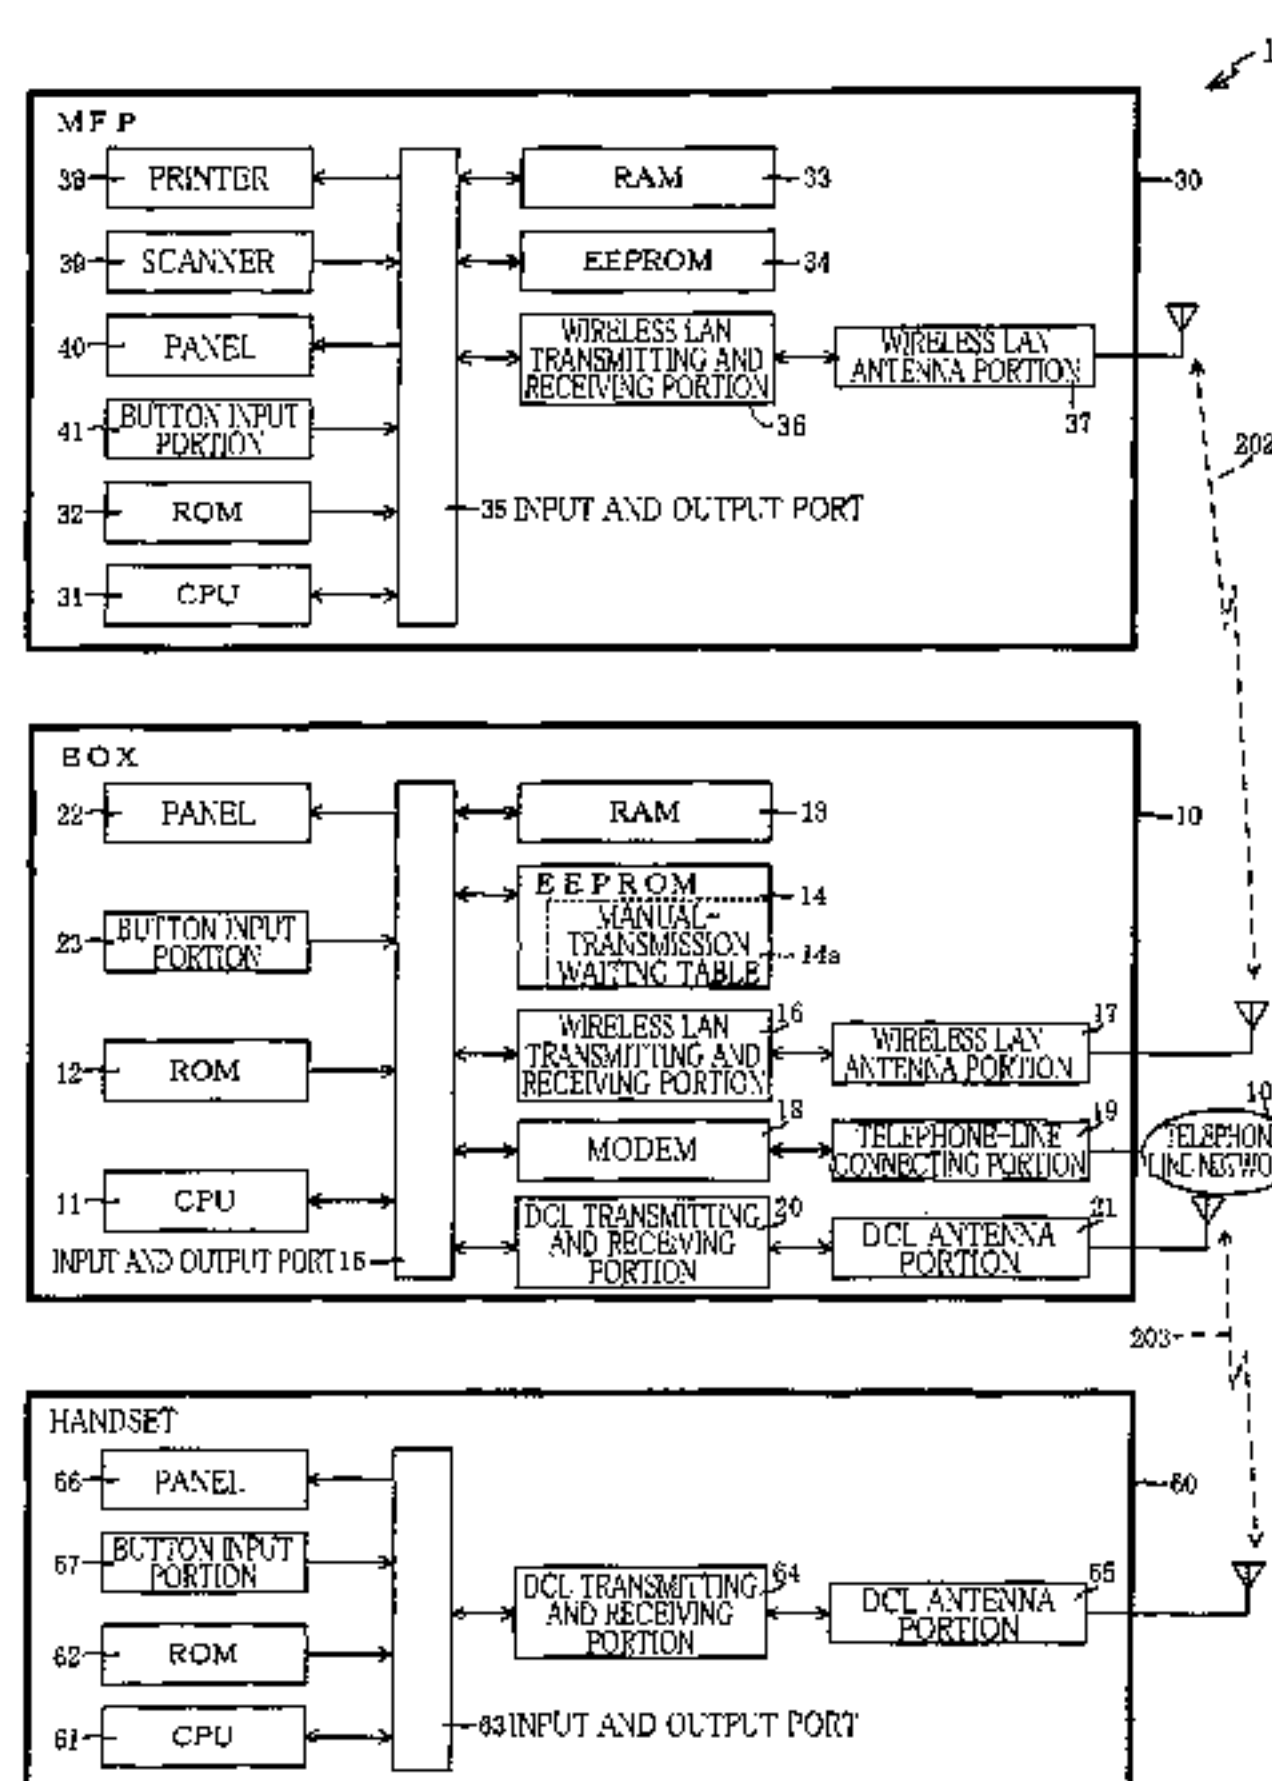 1
MFP
38 PRINTER
RAM 33
30
39 SCANNER
EEPROM 34
40 PANEL
WIRELESS LAN
TRANSMITTING AND
RECEIVING PORTION
36
WIRELESS LAN
ANTENNA PORTION
37
41 BUTTON INPUT
PORTION
202
32 ROM
35 INPUT AND OUTPUT PORT
31 CPU
BOX
22 PANEL
RAM 13
10
EEPROM 14
MANUAL-
TRANSMISSION
WAITING TABLE
14a
23 BUTTON INPUT
PORTION
WIRELESS LAN
TRANSMITTING AND
RECEIVING PORTION
16
WIRELESS LAN
ANTENNA PORTION
17
12 ROM
MODEM
18
TELEPHONE-LINE
CONNECTING PORTION
19
10
TELEPHON
LINE NETWO
11 CPU
DCL TRANSMITTING
AND RECEIVING
PORTION
20
DCL ANTENNA
PORTION
21
INPUT AND OUTPUT PORT 15
203
HANDSET
66 PANEL
60
67 BUTTON INPUT
PORTION
DCL TRANSMITTING
AND RECEIVING
PORTION
64
DCL ANTENNA
PORTION
65
62 ROM
63 INPUT AND OUTPUT PORT
61 CPU